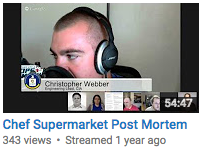 Christopher Webber
54:47
Chef Supermarket Post Mortem
343 views • Streamed 1 year ago